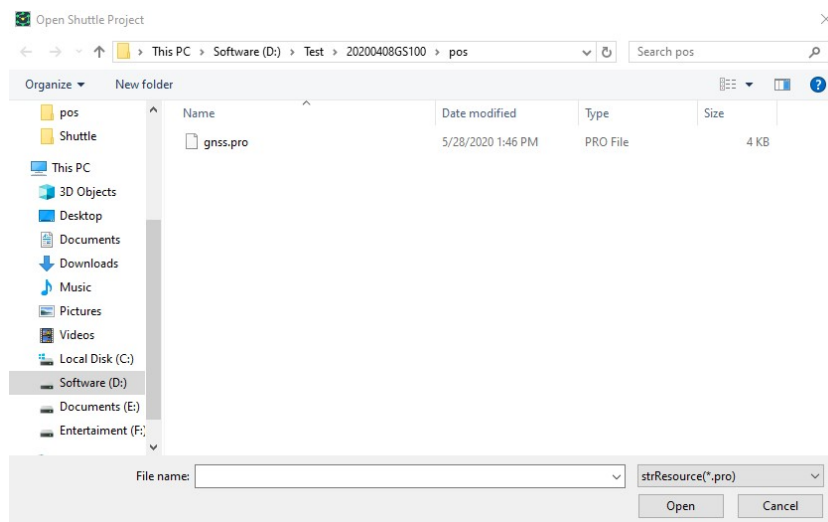 Open Shuttle Project
This PC > Software (D:) > Test > 20200408GS100 > pos
Search pos
Organize
New folder
Name
Date modified
Type
Size
gnss.pro
5/28/2020 1:46 PM
PRO File
4 KB
pos
Shuttle
This PC
3D Objects
Desktop
Documents
Downloads
Music
Pictures
Videos
Local Disk (C:)
Software (D:)
Documents (E:)
Entertaiment (F:)
File name:
strResource(*.pro)
Open
Cancel